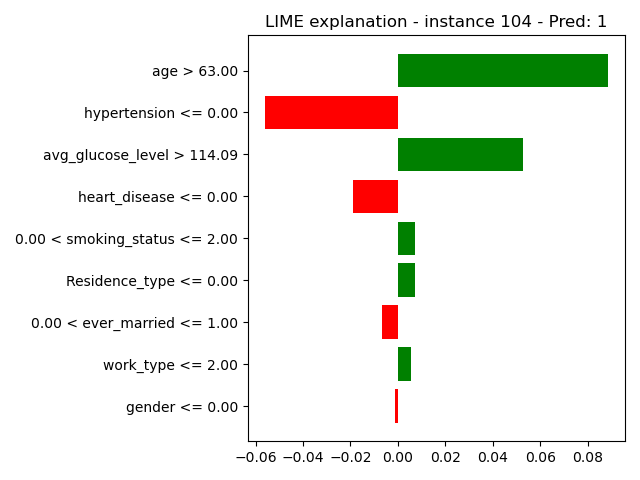 LIME explanation - instance 104 - Pred: 1
age > 63.00
hypertension <= 0.00
avg_glucose_level > 114.09
heart_disease <= 0.00
0.00 < smoking_status <= 2.00
Residence_type <= 0.00
0.00 < ever_married <= 1.00
work_type <= 2.00
gender <= 0.00
−0.06 −0.04 −0.02 0.00 0.02 0.04 0.06 0.08